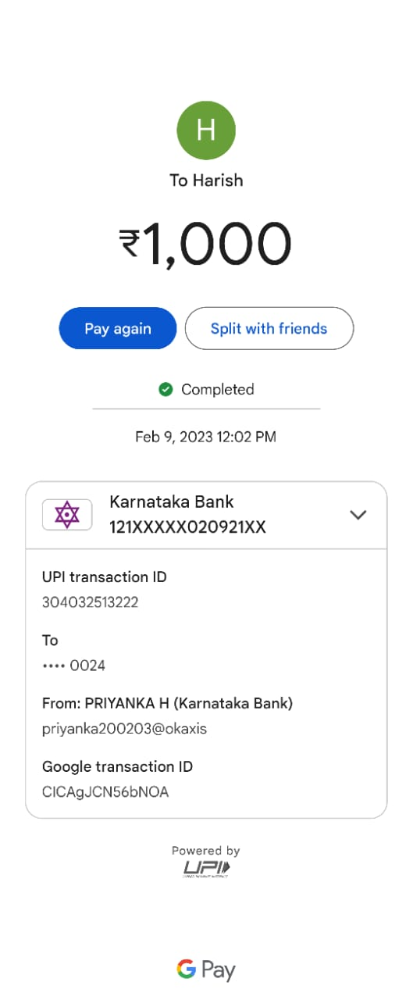 H
To Harish
₹1,000
Pay again
Split with friends
Completed
Feb 9, 2023 12:02 PM
Karnataka Bank
121XXXXX020921XX
UPI transaction ID
304032513222
To
•••• 0024
From: PRIYANKA H (Karnataka Bank)
priyanka200203@okaxis
Google transaction ID
CICAgJCN56bNOA
Powered by
UPI
G Pay